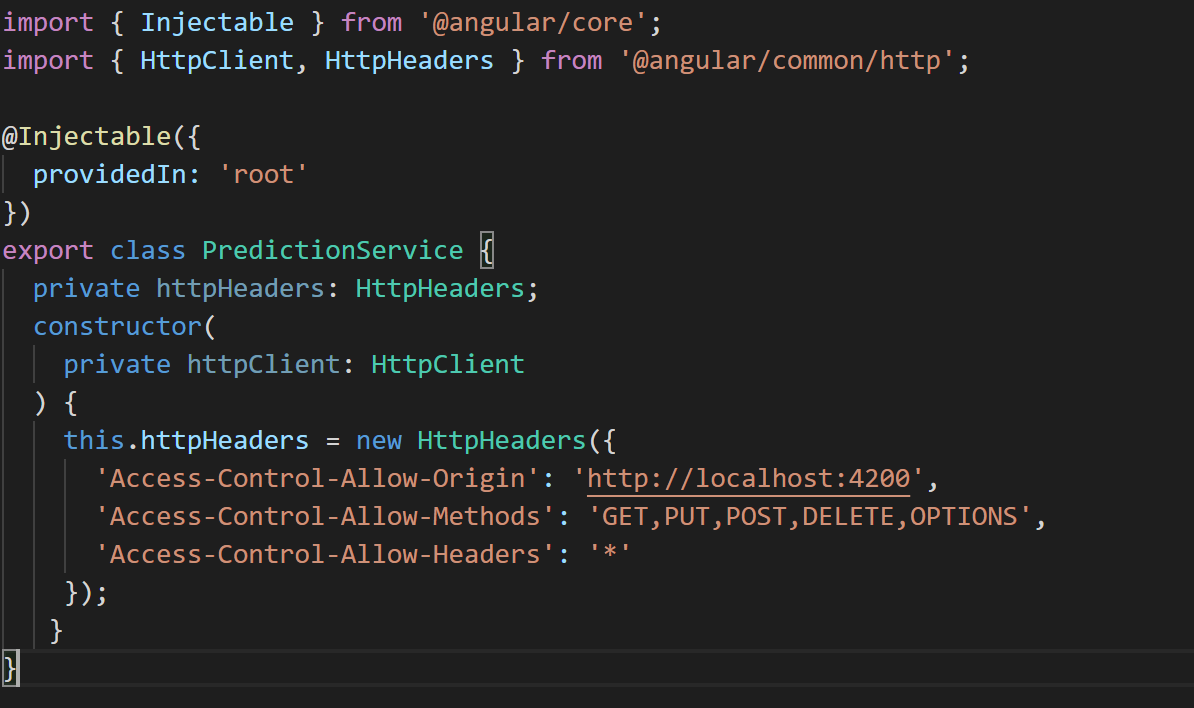 import { Injectable } from '@angular/core';
import { HttpClient, HttpHeaders } from '@angular/common/http';

@Injectable({
  providedIn: 'root'
})
export class PredictionService {
  private httpHeaders: HttpHeaders;
  constructor(
    private httpClient: HttpClient
  ) {
    this.httpHeaders = new HttpHeaders({
      'Access-Control-Allow-Origin': 'http://localhost:4200',
      'Access-Control-Allow-Methods': 'GET,PUT,POST,DELETE,OPTIONS',
      'Access-Control-Allow-Headers': '*'
    });
   }
}